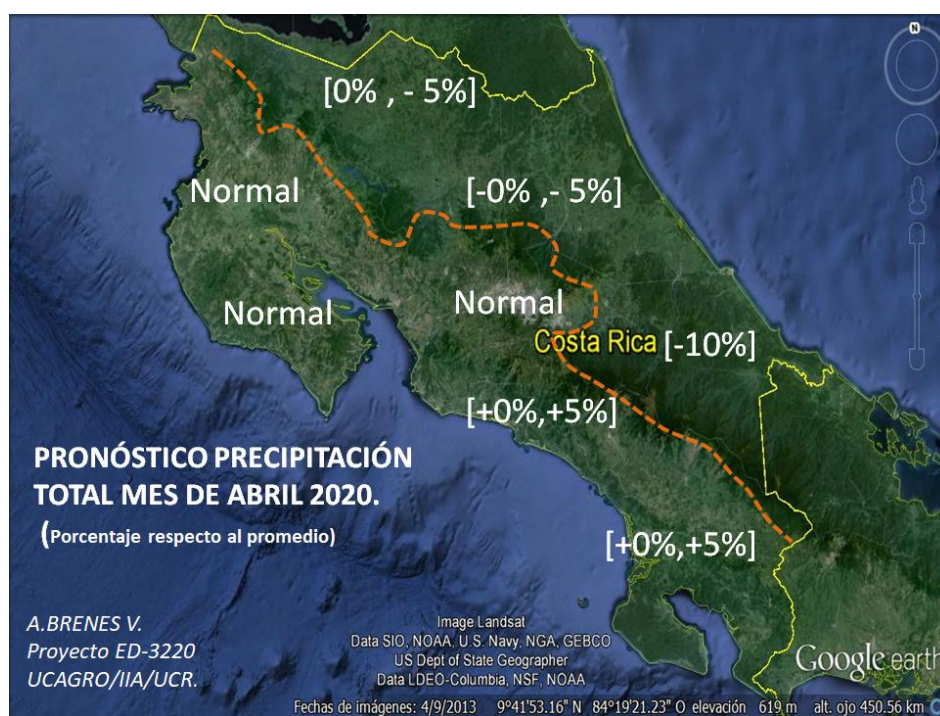 N
[0% , - 5%]
Normal
[-0% ,- 5%]
Normal
Normal
Costa Rica
[-10%]
[+0%,+5%]
PRONÓSTICO PRECIPITACIÓN
TOTAL MES DE ABRIL 2020.
(Porcentaje respecto al promedio)
[+0%,+5%]
A.BRENES V.
Proyecto ED-3220
UCAGRO/IIA/UCR.
Image Landsat
Data SIO, NOAA, U.S. Navy, NGA, GEBCO
US Dept of State Geographer
Data LDEO-Columbia, NSF, NOAA
Google earth
Fechas de imágenes: 4/9/2013 9°41'53.16" N 84°19'21.23" O elevación 619 m alt. ojo 450.56 km